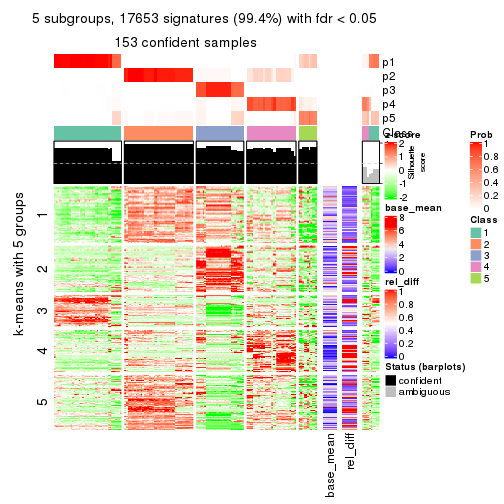 5 subgroups, 17653 signatures (99.4%) with fdr < 0.05
153 confident samples
p1
p2
p3
p4
p5
Class
Silhouette
score
k-means with 5 groups
1
2
3
4
5
base_mean
rel_diff
z-score
2
1
0
-1
-2
base_mean
8
6
4
2
0
rel_diff
1
0.8
0.6
0.4
0.2
0
Status (barplots)
confident
ambiguous
Prob
1
0.8
0.6
0.4
0.2
0
Class
1
2
3
4
5